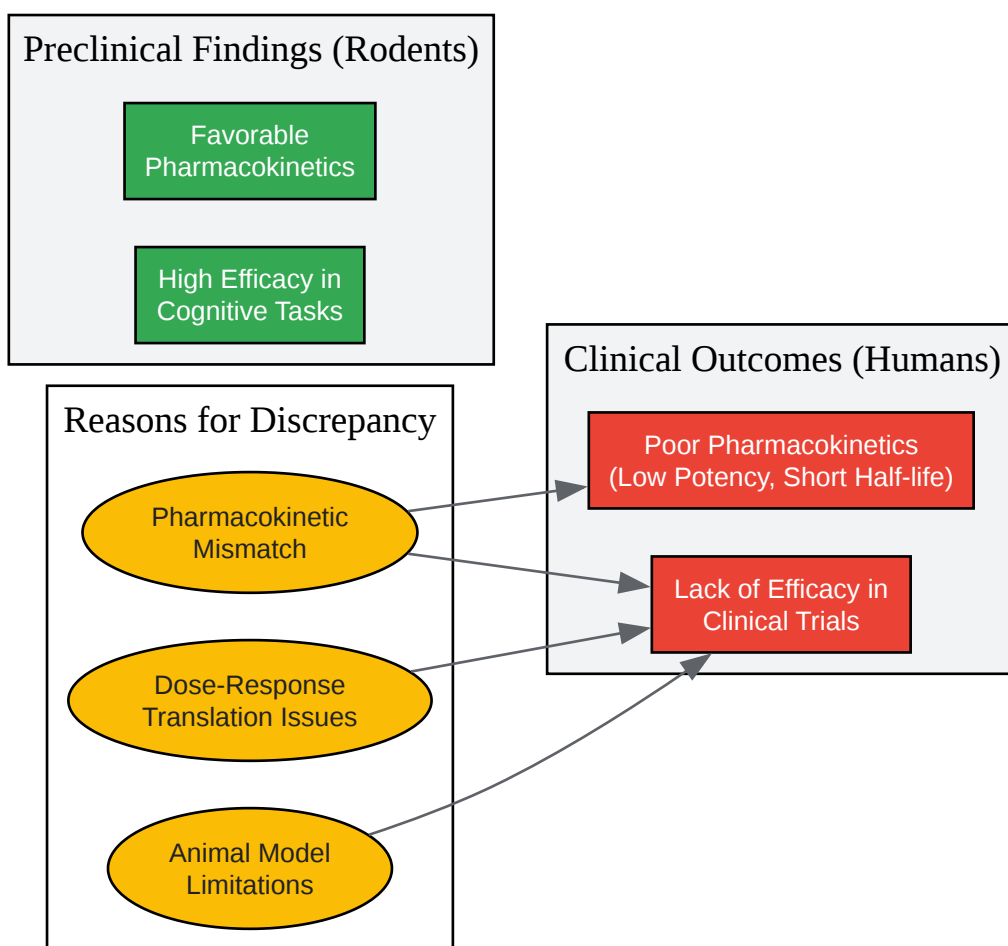 Preclinical Findings (Rodents)
Favorable
Pharmacokinetics
High Efficacy in
Cognitive Tasks
Reasons for Discrepancy
Pharmacokinetic
Mismatch
Dose-Response
Translation Issues
Animal Model
Limitations
Clinical Outcomes (Humans)
Poor Pharmacokinetics
(Low Potency, Short Half-life)
Lack of Efficacy in
Clinical Trials